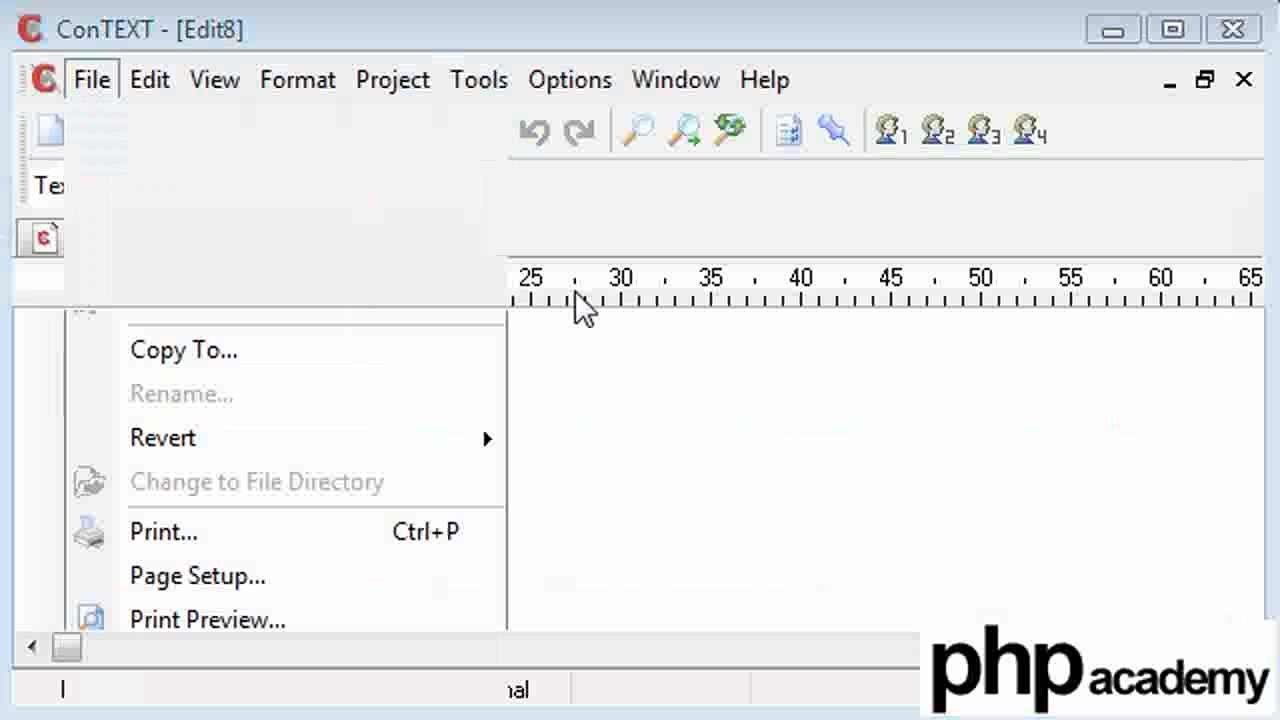 ConTEXT - [Edit8]
File Edit View Format Project Tools Options Window Help
1 2 3 4
25 30 35 40 45 50 55 60 65
Copy To...
Rename...
Revert
Change to File Directory
Print... Ctrl+P
Page Setup...
Print Preview...
php academy